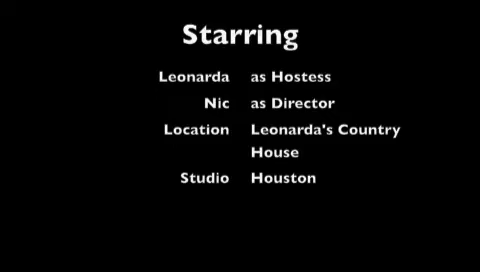 Starring
Leonarda as Hostess
Nic as Director
Location Leonarda's Country
House
Studio Houston